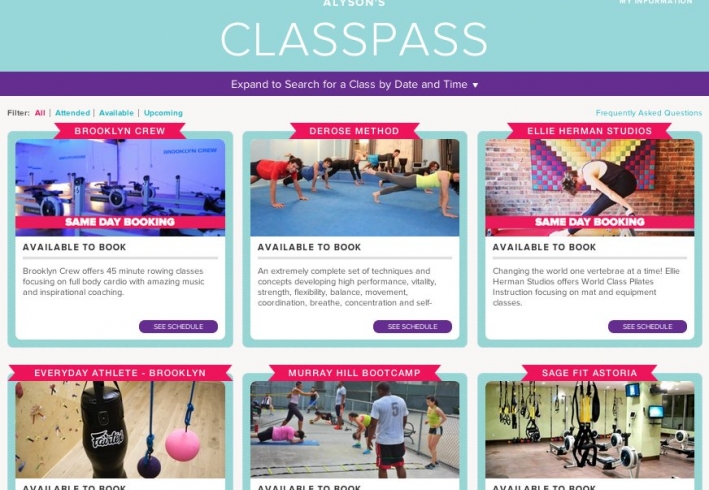 ALYSON'S
MY INFORMATION
CLASSPASS
Expand to Search for a Class by Date and Time ▼
Filter: All | Attended | Available | Upcoming
Frequently Asked Questions
BROOKLYN CREW
BROOKLYN CREW
SAME DAY BOOKING
AVAILABLE TO BOOK
Brooklyn Crew offers 45 minute rowing classes
focusing on full body cardio with amazing music
and inspirational coaching.
SEE SCHEDULE
DEROSE METHOD
AVAILABLE TO BOOK
An extremely complete set of techniques and
concepts developing high performance, vitality,
strength, flexibility, balance, movement,
coordination, breathe, concentration and self-
SEE SCHEDULE
ELLIE HERMAN STUDIOS
SAME DAY BOOKING
AVAILABLE TO BOOK
Changing the world one vertebrae at a time! Ellie
Herman Studios offers World Class Pilates
Instruction focusing on mat and equipment
classes.
SEE SCHEDULE
EVERYDAY ATHLETE - BROOKLYN
Fairtex
AVAILABLE TO BOOK
MURRAY HILL BOOTCAMP
5
AVAILABLE TO BOOK
SAGE FIT ASTORIA
AVAILABLE TO BOOK